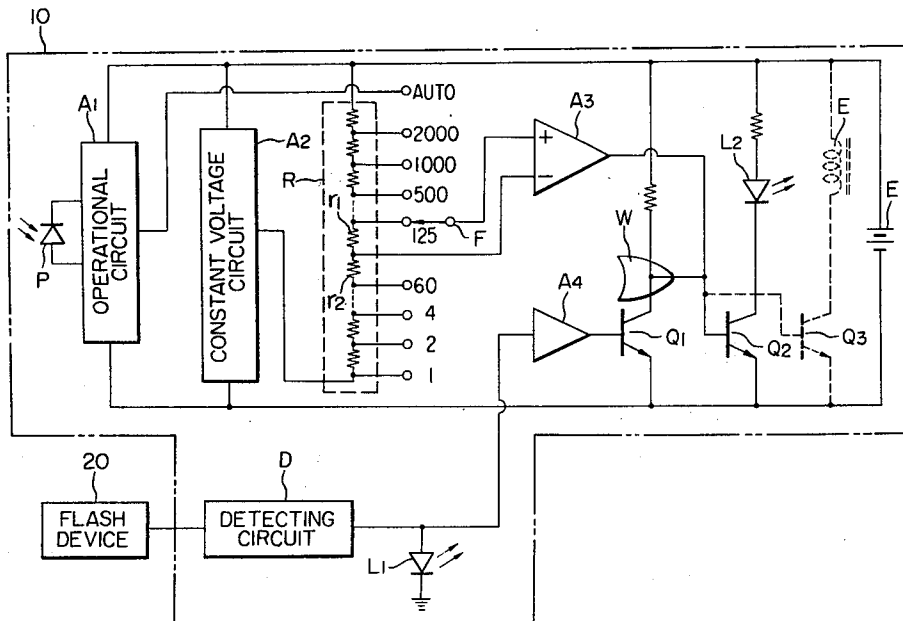 10
A1
OPERATIONAL CIRCUIT
P
A2
CONSTANT VOLTAGE CIRCUIT
R
r1
r2
AUTO
2000
1000
500
125
F
60
4
2
1
A3
+
−
W
A4
Q1
L2
Q2
E
Q3
E
20
FLASH
DEVICE
D
DETECTING
CIRCUIT
L1